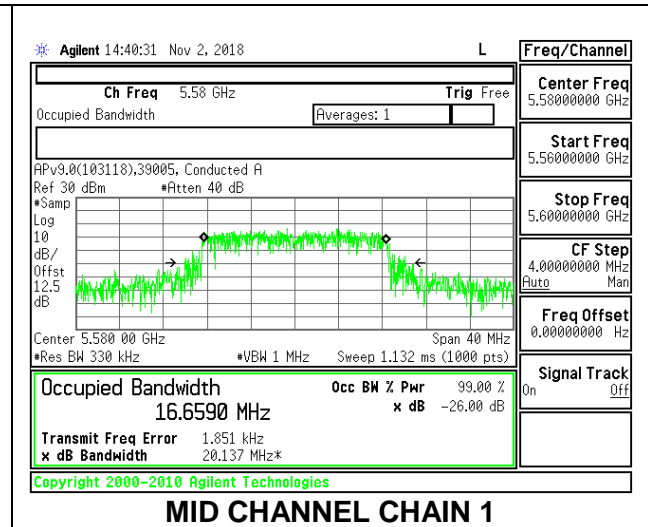 Agilent 14:40:31 Nov 2, 2018 L
Freq/Channel
Ch Freq 5.58 GHz Trig Free
Occupied Bandwidth Averages: 1
APv9.0(103118),39005, Conducted A
Ref 30 dBm #Atten 40 dB
#Samp
Log
10
dB/
Offst
12.5
dB
Center 5.580 00 GHz Span 40 MHz
#Res BW 330 kHz #VBW 1 MHz Sweep 1.132 ms (1000 pts)
Occupied Bandwidth Occ BW % Pwr 99.00 %
16.6590 MHz x dB -26.00 dB
Transmit Freq Error 1.851 kHz
x dB Bandwidth 20.137 MHz*
Copyright 2000-2010 Agilent Technologies
Center Freq
5.58000000 GHz
Start Freq
5.56000000 GHz
Stop Freq
5.60000000 GHz
CF Step
4.00000000 MHz
Auto Man
Freq Offset
0.00000000 Hz
Signal Track
On Off
MID CHANNEL CHAIN 1